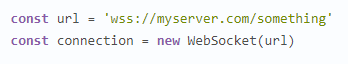 const url = 'wss://myserver.com/something'
const connection = new WebSocket(url)